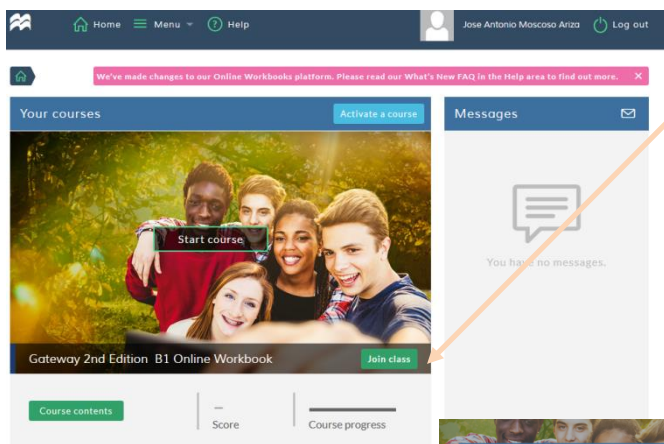 Home Menu Help Jose Antonio Moscoso Ariza Log out
We've made changes to our Online Workbooks platform. Please read our What's New FAQ in the Help area to find out more. X
Your courses Activate a course
Messages
Start course
You have no messages.
Gateway 2nd Edition B1 Online Workbook Join class
Course contents
–
Score
Course progress